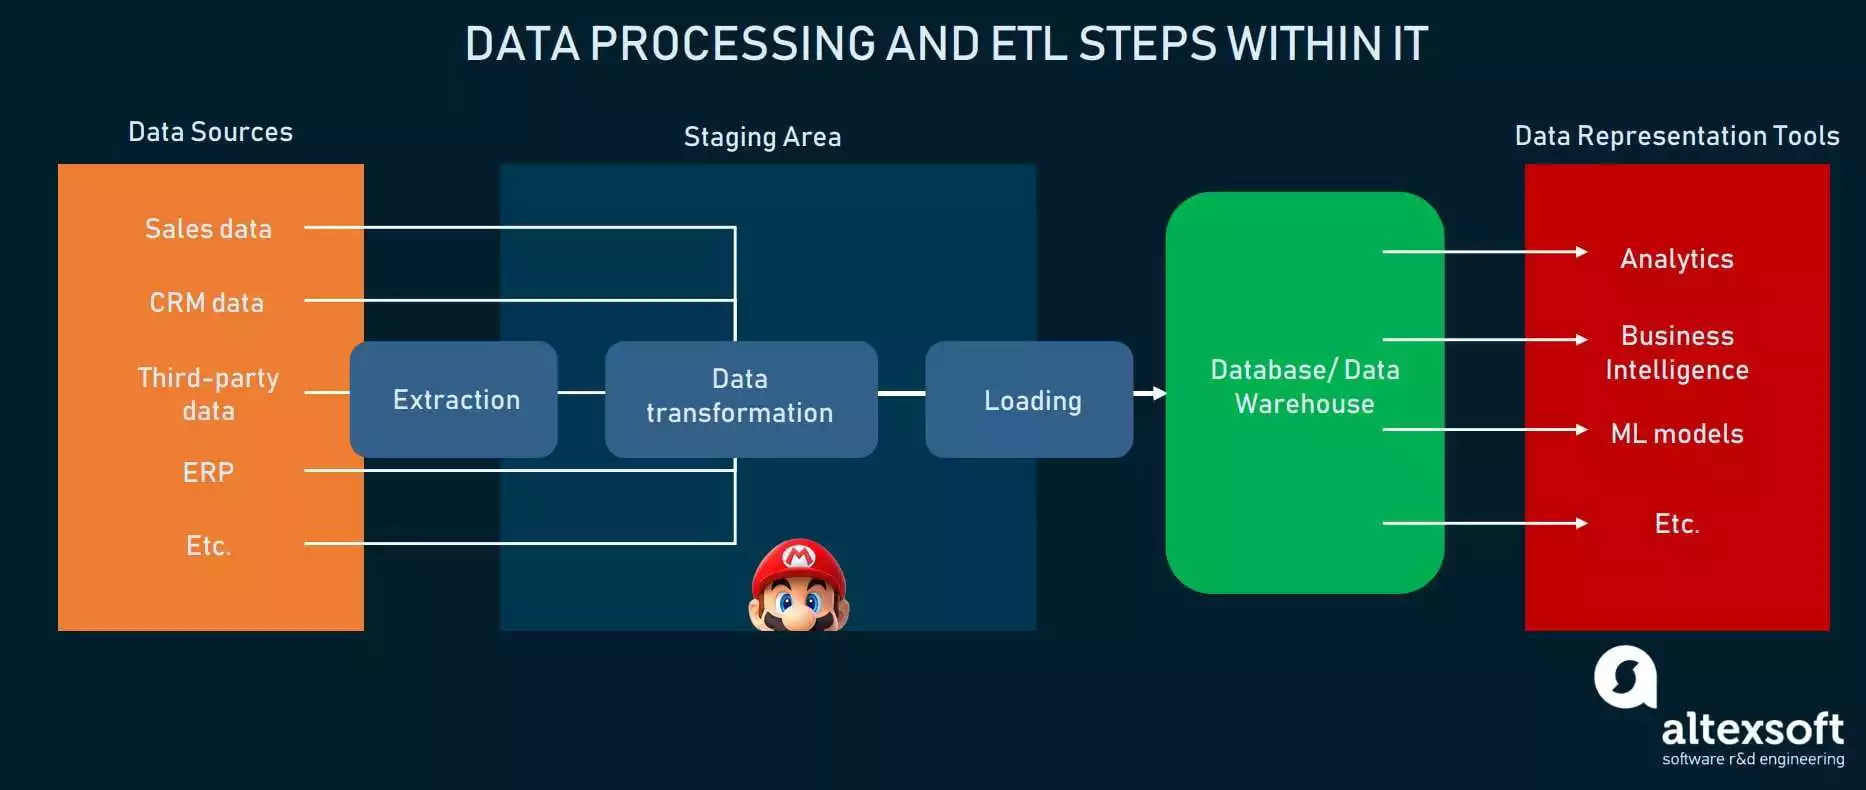 DATA PROCESSING AND ETL STEPS WITHIN IT
Data Sources
Sales data
CRM data
Third-party
data
ERP
Etc.
Staging Area
Extraction
Data
transformation
Loading
M
Database/ Data
Warehouse
Data Representation Tools
Analytics
Business
Intelligence
ML models
Etc.
altexsoft
software r&d engineering